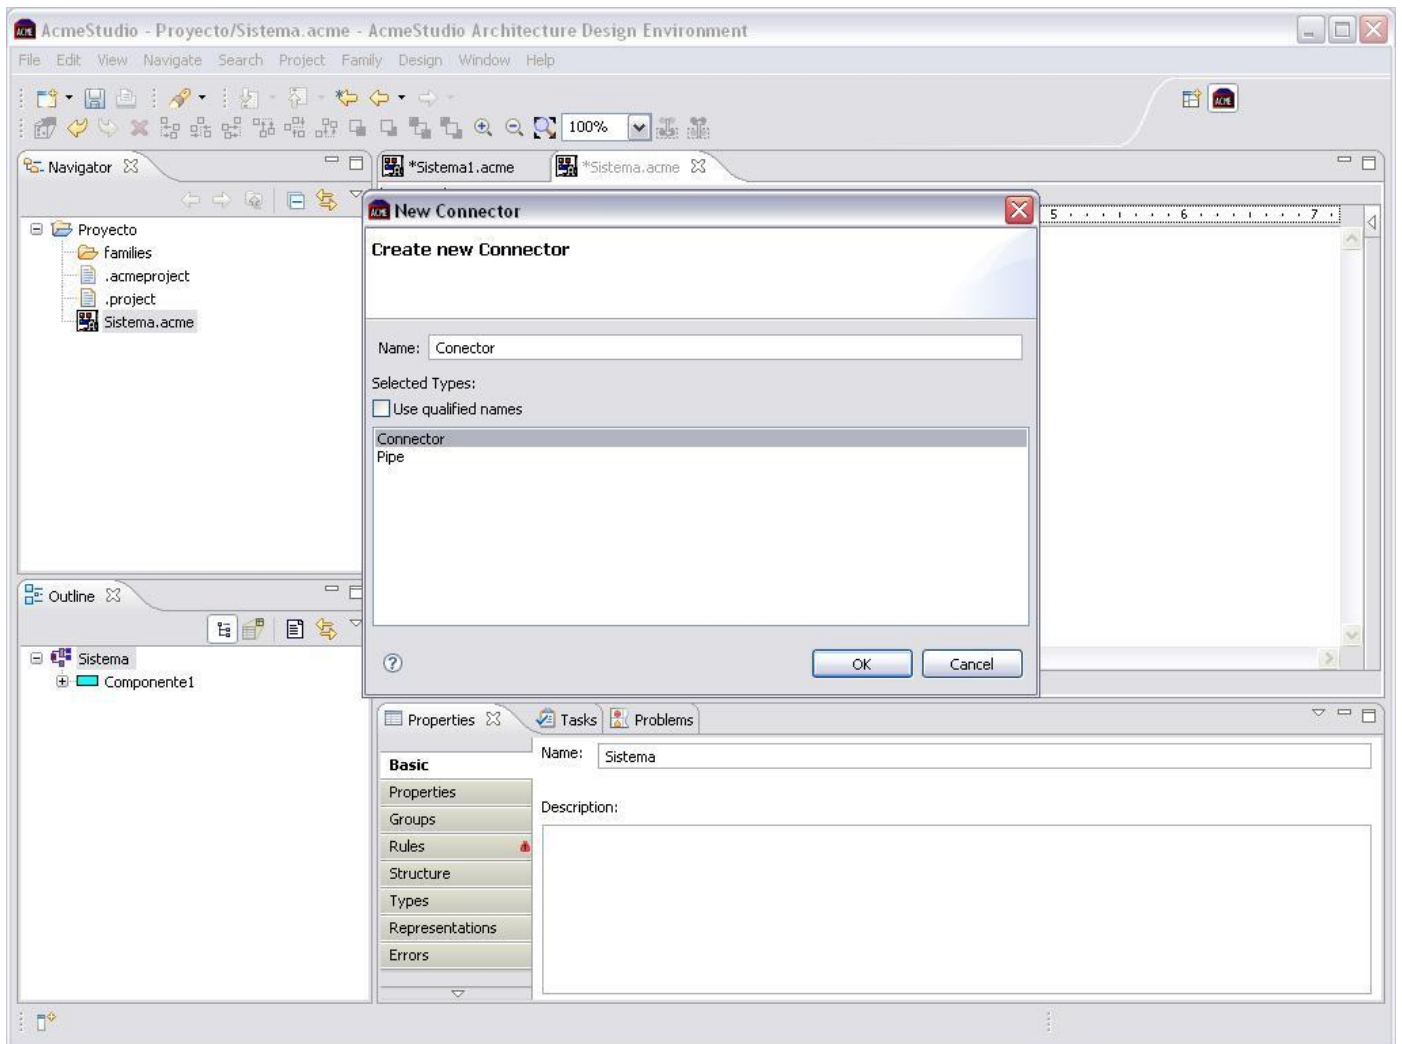 AcmeStudio - Proyecto/Sistema.acme - AcmeStudio Architecture Design Environment
File Edit View Navigate Search Project Family Design Window Help
ACME
100%
Navigator
*Sistema1.acme
*Sistema.acme
5 6 7
Proyecto
families
.acmeproject
.project
Sistema.acme
ACME New Connector
Create new Connector
Name: Conector
Selected Types:
Use qualified names
Connector
Pipe
?
OK
Cancel
Outline
Sistema
Componente1
Properties
Tasks
Problems
Basic
Properties
Groups
Rules
Structure
Types
Representations
Errors
Name: Sistema
Description: